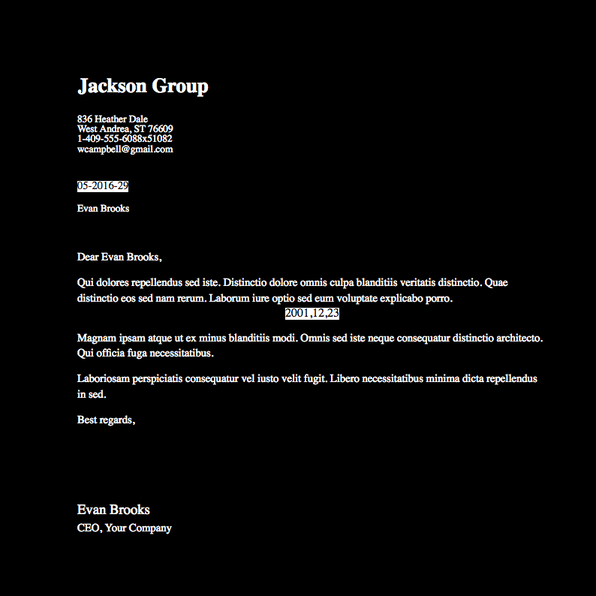 Jackson Group
836 Heather Dale
West Andrea, ST 76609
1-409-555-6088x51082
wcampbell@gmail.com
05-2016-29
Evan Brooks
Dear Evan Brooks,
Qui dolores repellendus sed iste. Distinctio dolore omnis culpa blanditiis veritatis distinctio. Quae
distinctio eos sed nam rerum. Laborum iure optio sed eum voluptate explicabo porro.
2001,12,23
Magnam ipsam atque ut ex minus blanditiis modi. Omnis sed iste neque consequatur distinctio architecto.
Qui officia fuga necessitatibus.
Laboriosam perspiciatis consequatur vel iusto velit fugit. Libero necessitatibus minima dicta repellendus
in sed.
Best regards,
Evan Brooks
CEO, Your Company